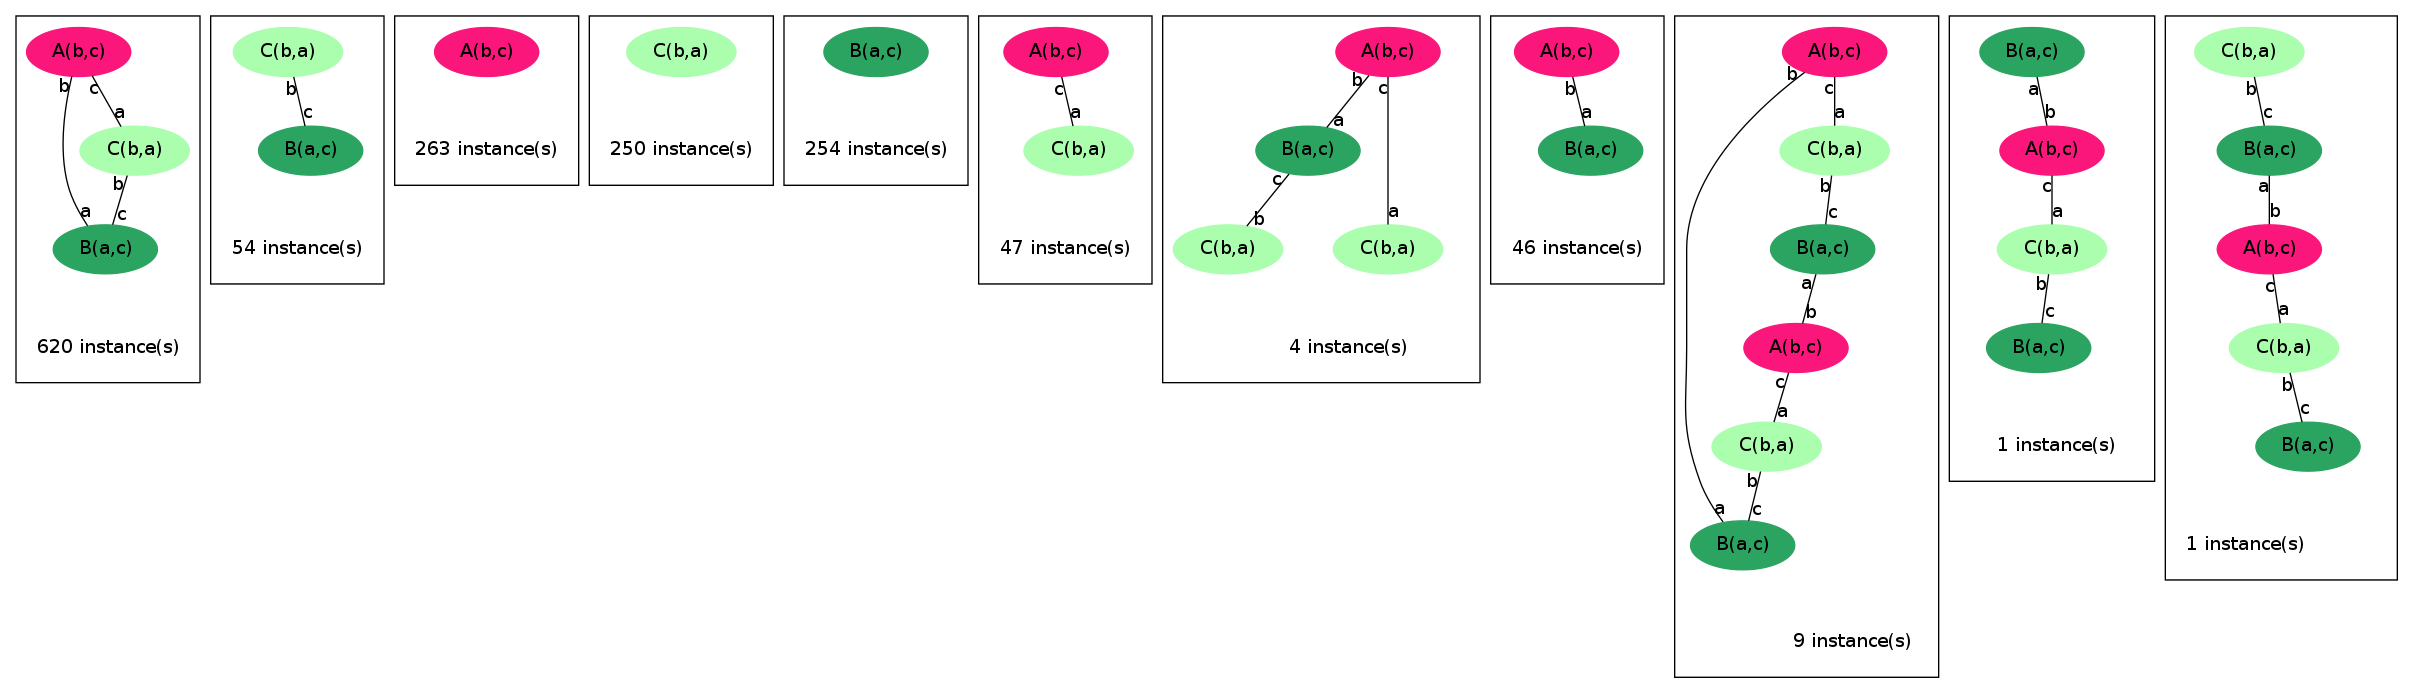 A(b,c)
b
c
a
C(b,a)
b
a
c
B(a,c)
620 instance(s)
C(b,a)
b
c
B(a,c)
54 instance(s)
A(b,c)
263 instance(s)
C(b,a)
250 instance(s)
B(a,c)
254 instance(s)
A(b,c)
c
a
C(b,a)
47 instance(s)
A(b,c)
b
c
a
B(a,c)
c
b
a
C(b,a)
C(b,a)
4 instance(s)
A(b,c)
b
a
B(a,c)
46 instance(s)
A(b,c)
b
c
a
C(b,a)
b
c
B(a,c)
a
b
A(b,c)
c
a
C(b,a)
b
a
c
B(a,c)
9 instance(s)
B(a,c)
a
b
A(b,c)
c
a
C(b,a)
b
c
B(a,c)
1 instance(s)
C(b,a)
b
c
B(a,c)
a
b
A(b,c)
c
a
C(b,a)
b
c
B(a,c)
1 instance(s)